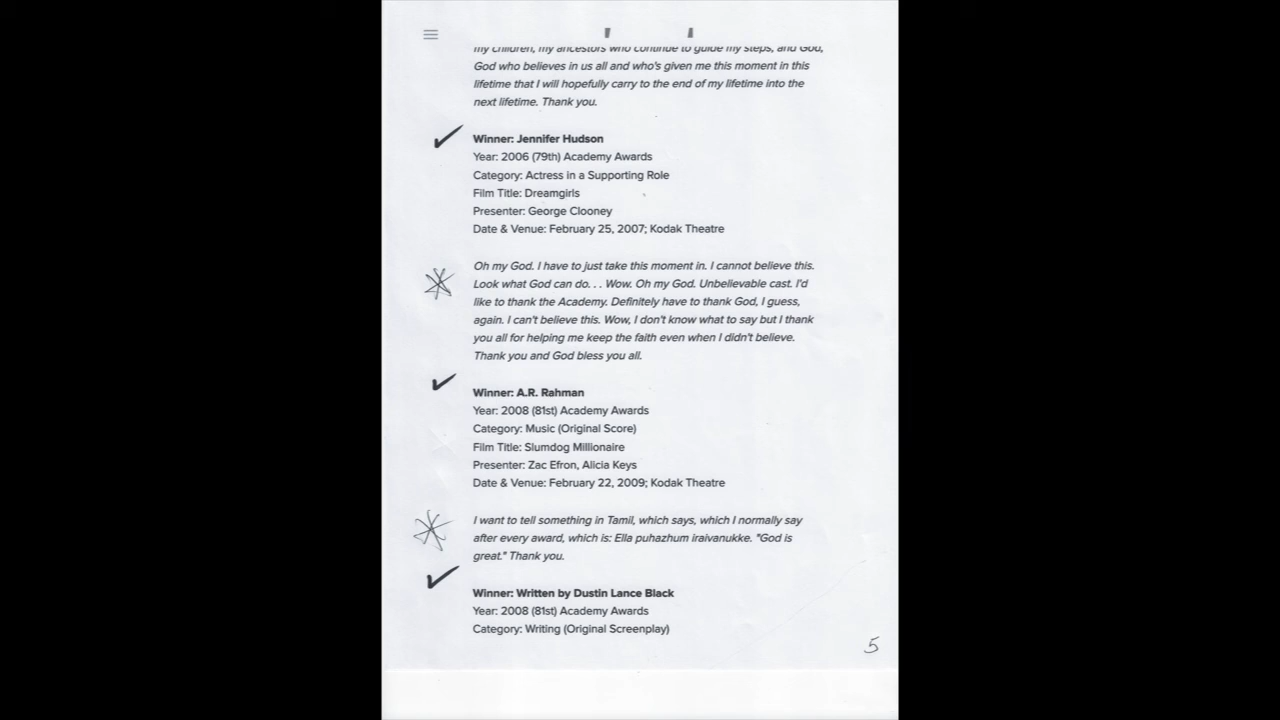 my children, my ancestors who continue to guide my steps, and God,
God who believes in us all and who's given me this moment in this
lifetime that I will hopefully carry to the end of my lifetime into the
next lifetime. Thank you.
Winner: Jennifer Hudson
Year: 2006 (79th) Academy Awards
Category: Actress in a Supporting Role
Film Title: Dreamgirls
Presenter: George Clooney
Date & Venue: February 25, 2007; Kodak Theatre
Oh my God. I have to just take this moment in. I cannot believe this.
Look what God can do. . . Wow. Oh my God. Unbelievable cast. I'd
like to thank the Academy. Definitely have to thank God, I guess,
again. I can't believe this. Wow, I don't know what to say but I thank
you all for helping me keep the faith even when I didn't believe.
Thank you and God bless you all.
Winner: A.R. Rahman
Year: 2008 (81st) Academy Awards
Category: Music (Original Score)
Film Title: Slumdog Millionaire
Presenter: Zac Efron, Alicia Keys
Date & Venue: February 22, 2009; Kodak Theatre
I want to tell something in Tamil, which says, which I normally say
after every award, which is: Ella puhazhum iraivanukke. "God is
great." Thank you.
Winner: Written by Dustin Lance Black
Year: 2008 (81st) Academy Awards
Category: Writing (Original Screenplay)
5